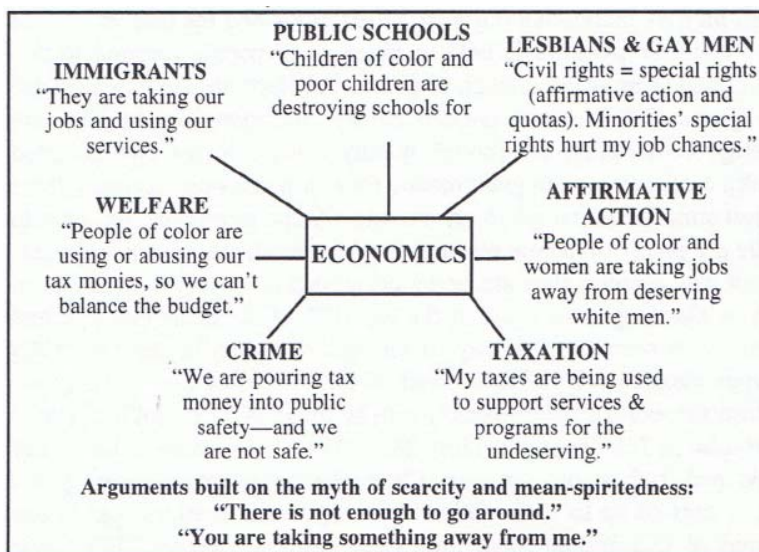 PUBLIC SCHOOLS
“Children of color and
poor children are
destroying schools for
LESBIANS & GAY MEN
“Civil rights = special rights
(affirmative action and
quotas). Minorities’ special
rights hurt my job chances.”
IMMIGRANTS
“They are taking our
jobs and using our
services.”
WELFARE
“People of color are
using or abusing our
tax monies, so we can’t
balance the budget.”
ECONOMICS
AFFIRMATIVE
ACTION
“People of color and
women are taking jobs
away from deserving
white men.”
CRIME
“We are pouring tax
money into public
safety—and we
are not safe.”
TAXATION
“My taxes are being used
to support services &
programs for the
undeserving.”
Arguments built on the myth of scarcity and mean-spiritedness:
“There is not enough to go around.”
“You are taking something away from me.”